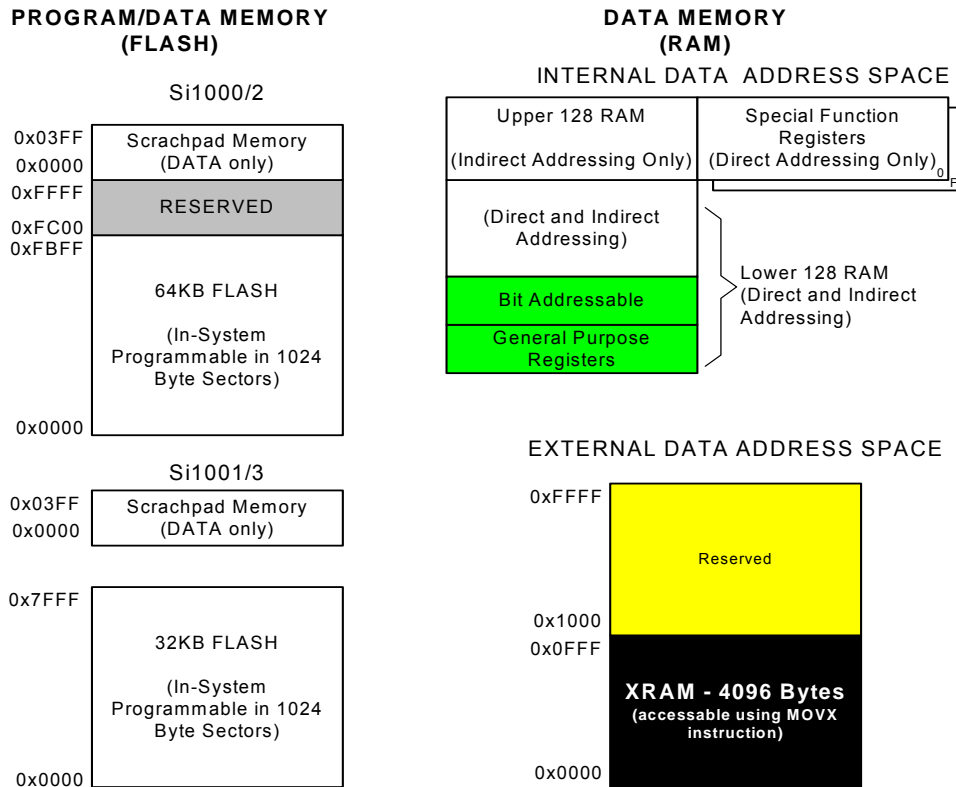 PROGRAM/DATA MEMORY
(FLASH)
Si1000/2
0x03FF
Scrachpad Memory
(DATA only)
0x0000
0xFFFF
RESERVED
0xFC00
0xFBFF
64KB FLASH
(In-System
Programmable in 1024
Byte Sectors)
0x0000
Si1001/3
0x03FF
Scrachpad Memory
(DATA only)
0x0000
0x7FFF
32KB FLASH
(In-System
Programmable in 1024
Byte Sectors)
0x0000
DATA MEMORY
(RAM)
INTERNAL DATA ADDRESS SPACE
Upper 128 RAM
(Indirect Addressing Only)
Special Function
Registers
(Direct Addressing Only)
0
F
(Direct and Indirect
Addressing)
Bit Addressable
General Purpose
Registers
Lower 128 RAM
(Direct and Indirect
Addressing)
EXTERNAL DATA ADDRESS SPACE
0xFFFF
Reserved
0x1000
0x0FFF
XRAM - 4096 Bytes
(accessable using MOVX
instruction)
0x0000